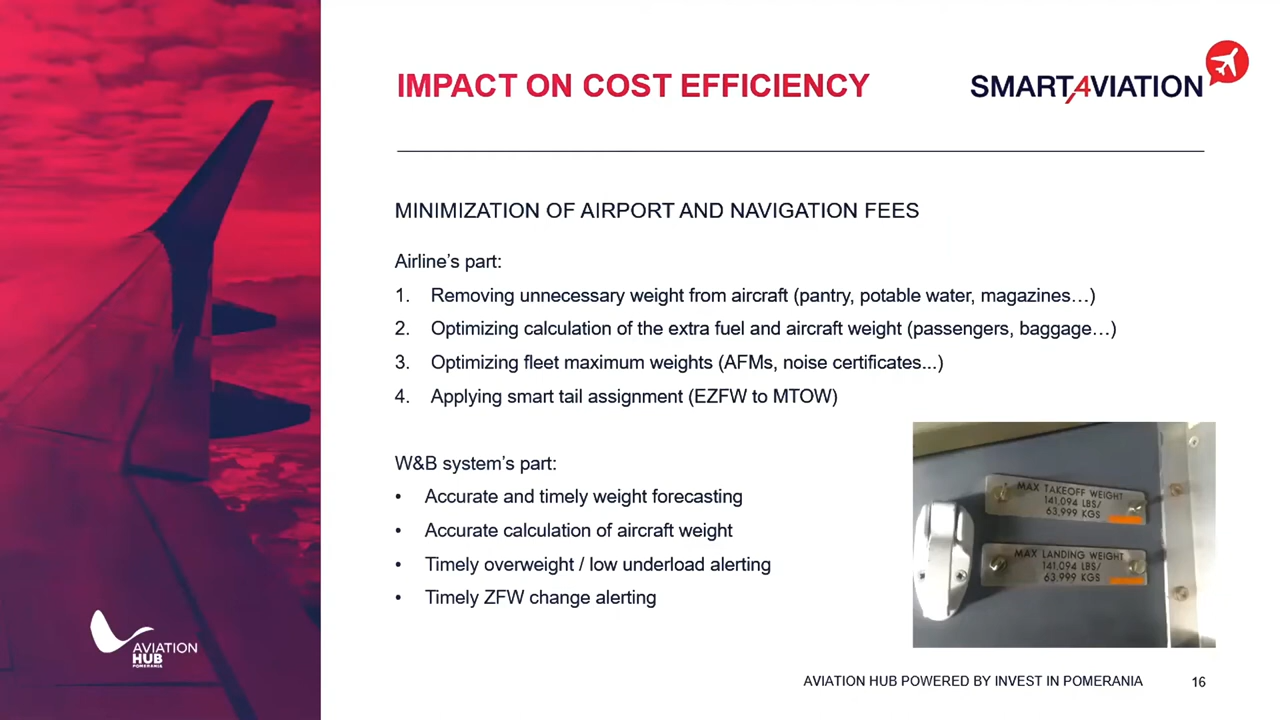 IMPACT ON COST EFFICIENCY
SMARTAVIATION
MINIMIZATION OF AIRPORT AND NAVIGATION FEES
Airline’s part:
1. Removing unnecessary weight from aircraft (pantry, potable water, magazines…)
2. Optimizing calculation of the extra fuel and aircraft weight (passengers, baggage…)
3. Optimizing fleet maximum weights (AFMs, noise certificates...)
4. Applying smart tail assignment (EZFW to MTOW)
W&B system’s part:
• Accurate and timely weight forecasting
• Accurate calculation of aircraft weight
• Timely overweight / low underload alerting
• Timely ZFW change alerting
MAX TAKEOFF WEIGHT
141,094 LBS/
63,999 KGS
MAX LANDING WEIGHT
141,094 LBS/
63,999 KGS
AVIATION
HUB
POMERANIA
AVIATION HUB POWERED BY INVEST IN POMERANIA
16